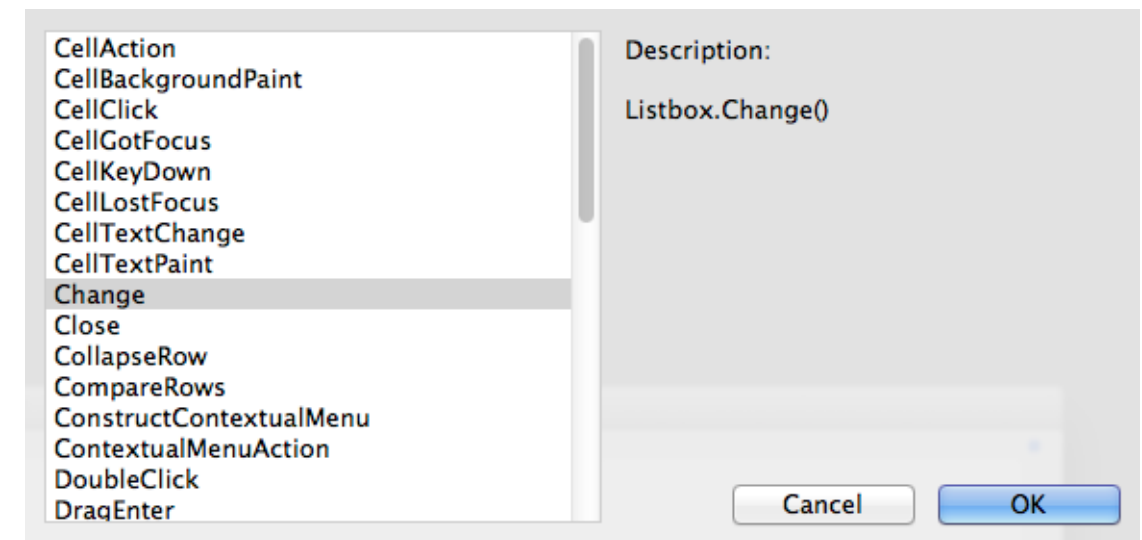 CellAction
CellBackgroundPaint
CellClick
CellGotFocus
CellKeyDown
CellLostFocus
CellTextChange
CellTextPaint
Change
Close
CollapseRow
CompareRows
ConstructContextualMenu
ContextualMenuAction
DoubleClick
DragEnter
Description:
Listbox.Change()
Cancel
OK